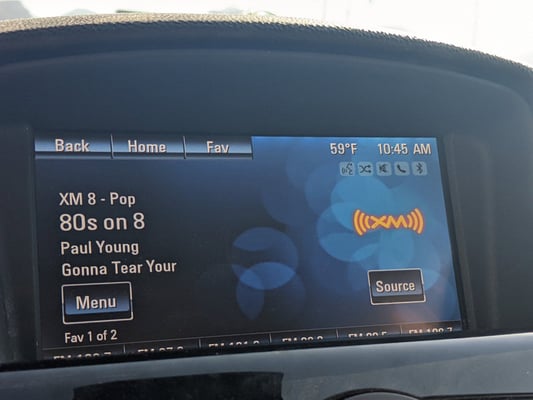 Back Home Fav 59°F 10:45 AM
XM 8 - Pop
80s on 8
((XM))
Paul Young
Gonna Tear Your
Menu
Source
Fav 1 of 2